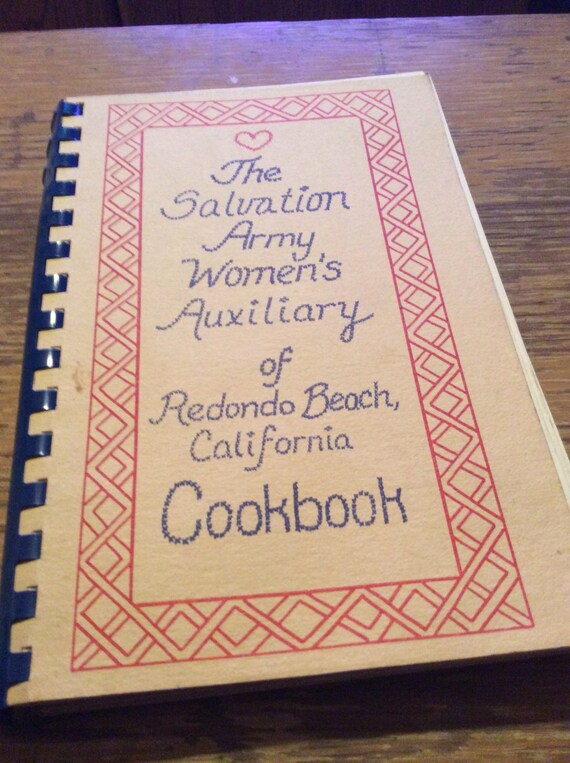 The
Salvation
Army
Women's
Auxiliary
of
Redondo Beach,
California
Cookbook